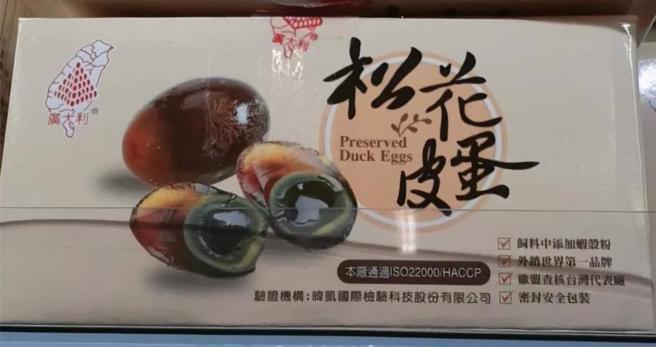 廣大利®
廣大利®
松花
皮蛋
Preserved
Duck Eggs
本廠通過ISO22000/HACCP
驗證機構:暐凱國際檢驗科技股份有限公司
飼料中添加蝦殼粉
外銷世界第一品牌
歐盟查核台灣代表廠
密封安全包裝